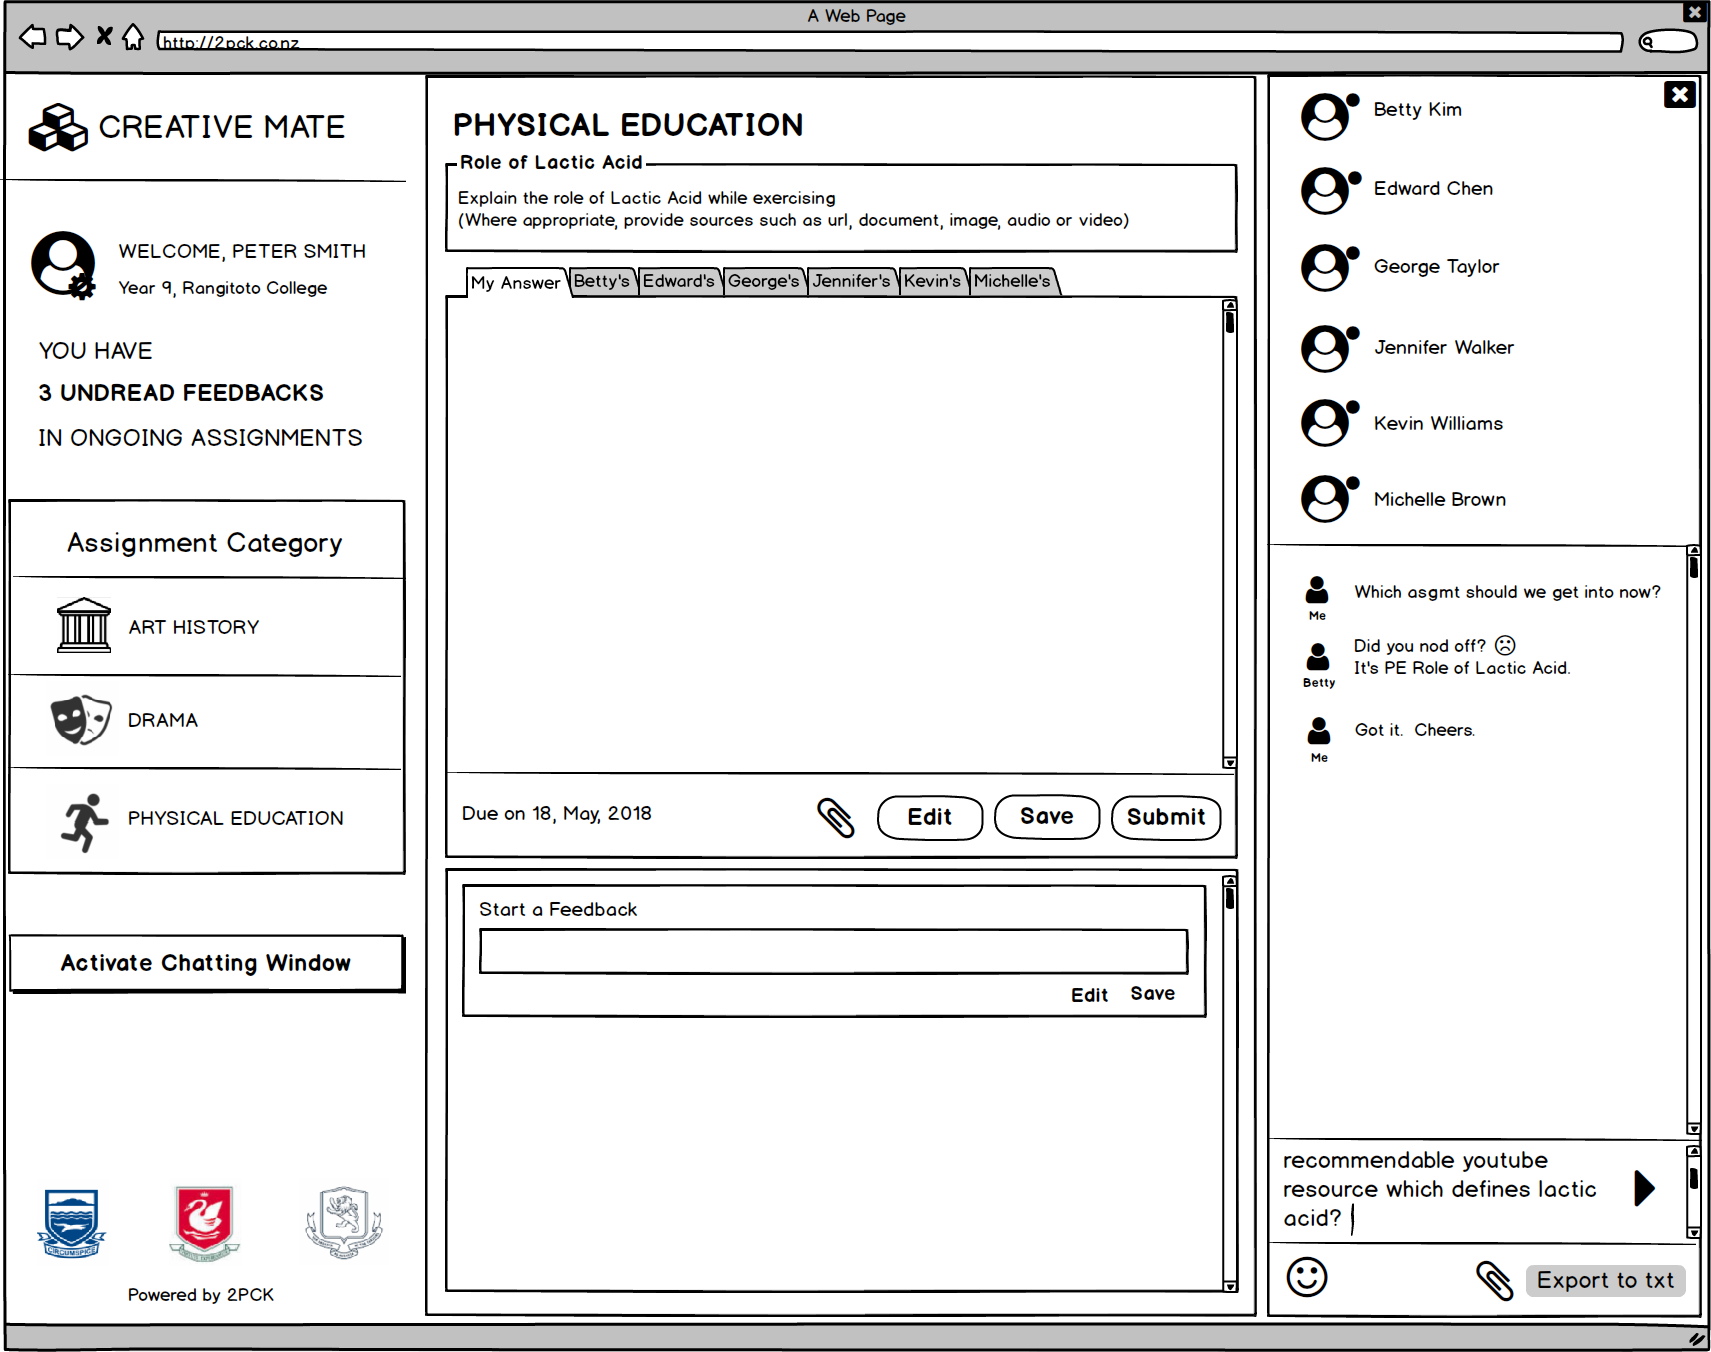 A Web Page
http://2pck.co.nz
CREATIVE MATE
WELCOME, PETER SMITH
Year 9, Rangitoto College
YOU HAVE
3 UNDREAD FEEDBACKS
IN ONGOING ASSIGNMENTS
Assignment Category
ART HISTORY
DRAMA
PHYSICAL EDUCATION
Activate Chatting Window
CIRCUMSPICE
Powered by 2PCK
PHYSICAL EDUCATION
Role of Lactic Acid
Explain the role of Lactic Acid while exercising
(Where appropriate, provide sources such as url, document, image, audio or video)
My Answer Betty's Edward's George's Jennifer's Kevin's Michelle's
Due on 18, May, 2018
Edit Save Submit
Start a Feedback
Edit Save
Betty Kim
Edward Chen
George Taylor
Jennifer Walker
Kevin Williams
Michelle Brown
Which asgmt should we get into now?
Me
Did you nod off?
It's PE Role of Lactic Acid.
Betty
Got it. Cheers.
Me
recommendable youtube
resource which defines lactic
acid?
Export to txt